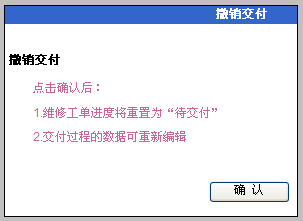 撤销交付
撤销交付
点击确认后：
1.维修工单进度将重置为“待交付”
2.交付过程的数据可重新编辑
确 认